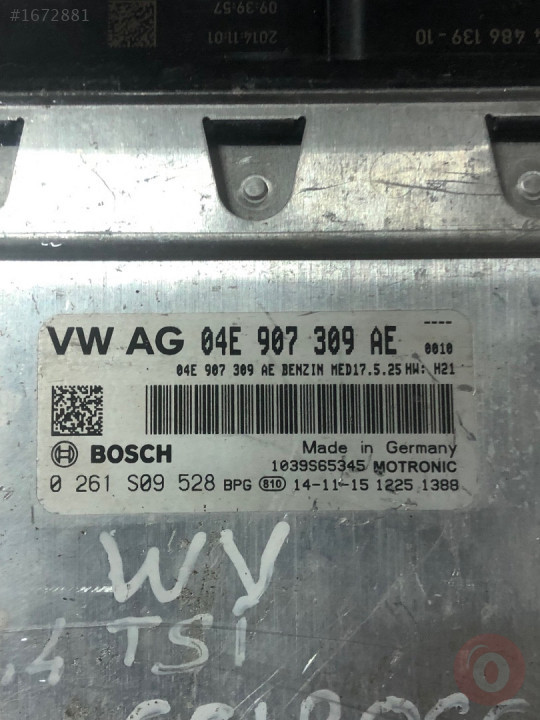 #1672881
09:39:57
2014-11-01
486 139-10
VW AG 04E 907 309 AE ----
0010
04E 907 309 AE BENZIN MED17.5.25 HW: H21
BOSCH
Made in Germany
1039S65345 MOTRONIC
0 261 S09 528 BPG 810 14-11-15 1225 1388
WV
.4 TSİ